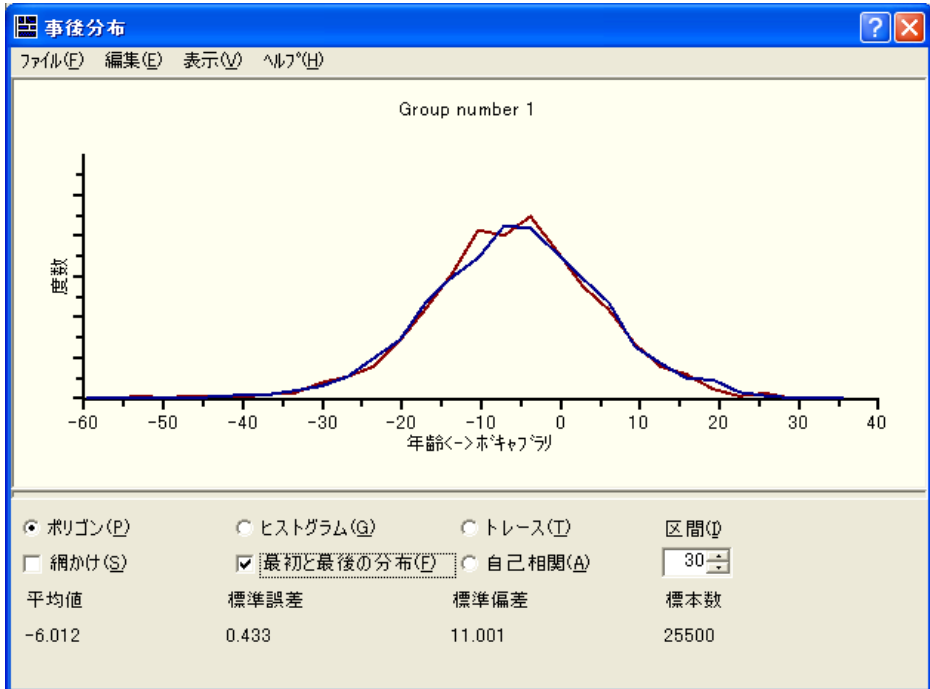 事後分布
ファイル(F) 編集(E) 表示(V) ヘルプ(H)
Group number 1
度数
-60 -50 -40 -30 -20 -10 0 10 20 30 40
年齢<->ボキャブラリ
ポリゴン(P) ヒストグラム(G) トレース(T) 区間(I)
網かけ(S) 最初と最後の分布(F) 自己相関(A) 30
平均値 標準誤差 標準偏差 標本数
-6.012 0.433 11.001 25500